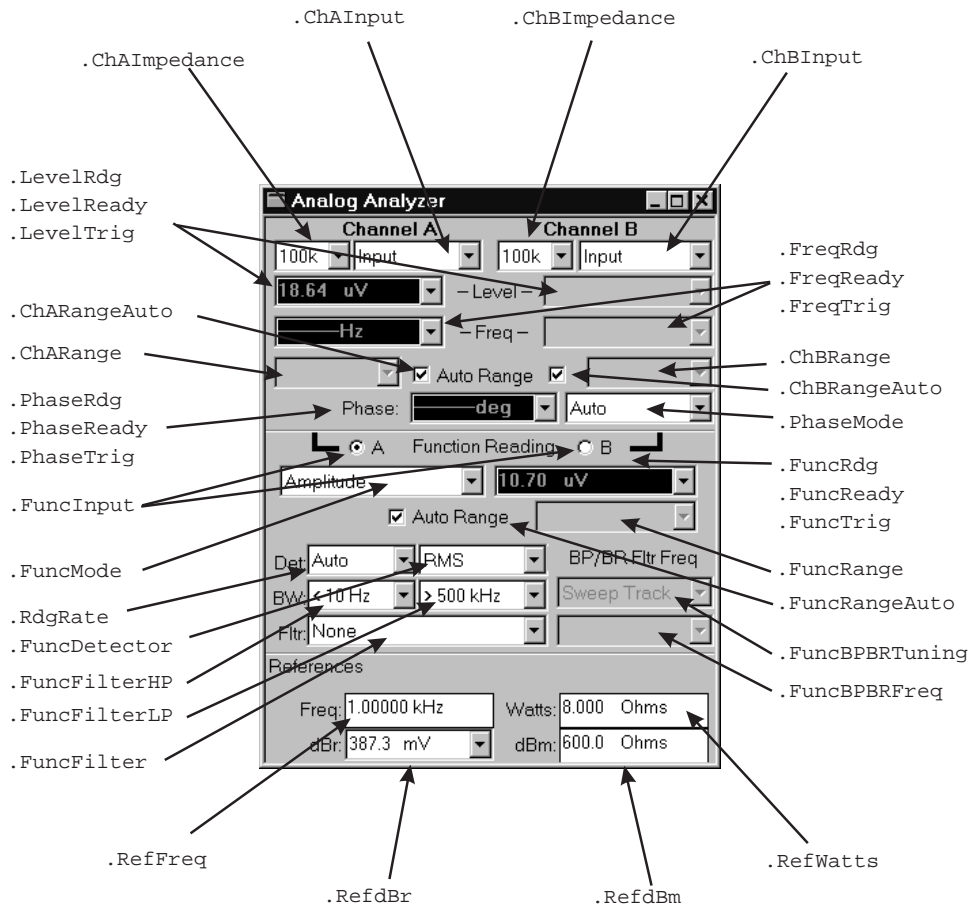 .ChAInput
.ChBImpedance
.ChAImpedance
.ChBInput
.LevelRdg
.LevelReady
.LevelTrig
.ChARangeAuto
.ChARange
.PhaseRdg
.PhaseReady
.PhaseTrig
.FuncInput
.FuncMode
.RdgRate
.FuncDetector
.FuncFilterHP
.FuncFilterLP
.FuncFilter
Analog Analyzer
Channel A Channel B
100k Input 100k Input
18.64 uV – Level –
Hz – Freq –
Auto Range
Phase: deg Auto
A Function Reading B
Amplitude 10.70 uV
Auto Range
Det: Auto RMS BP/BR Fltr Freq
BW: < 10 Hz > 500 kHz Sweep Track
Fltr: None
References
Freq: 1.00000 kHz Watts: 8.000 Ohms
dBr: 387.3 mV dBm: 600.0 Ohms
.FreqRdg
.FreqReady
.FreqTrig
.ChBRange
.ChBRangeAuto
.PhaseMode
.FuncRdg
.FuncReady
.FuncTrig
.FuncRange
.FuncRangeAuto
.FuncBPBRTuning
.FuncBPBRFreq
.RefFreq
.RefWatts
.RefdBr
.RefdBm